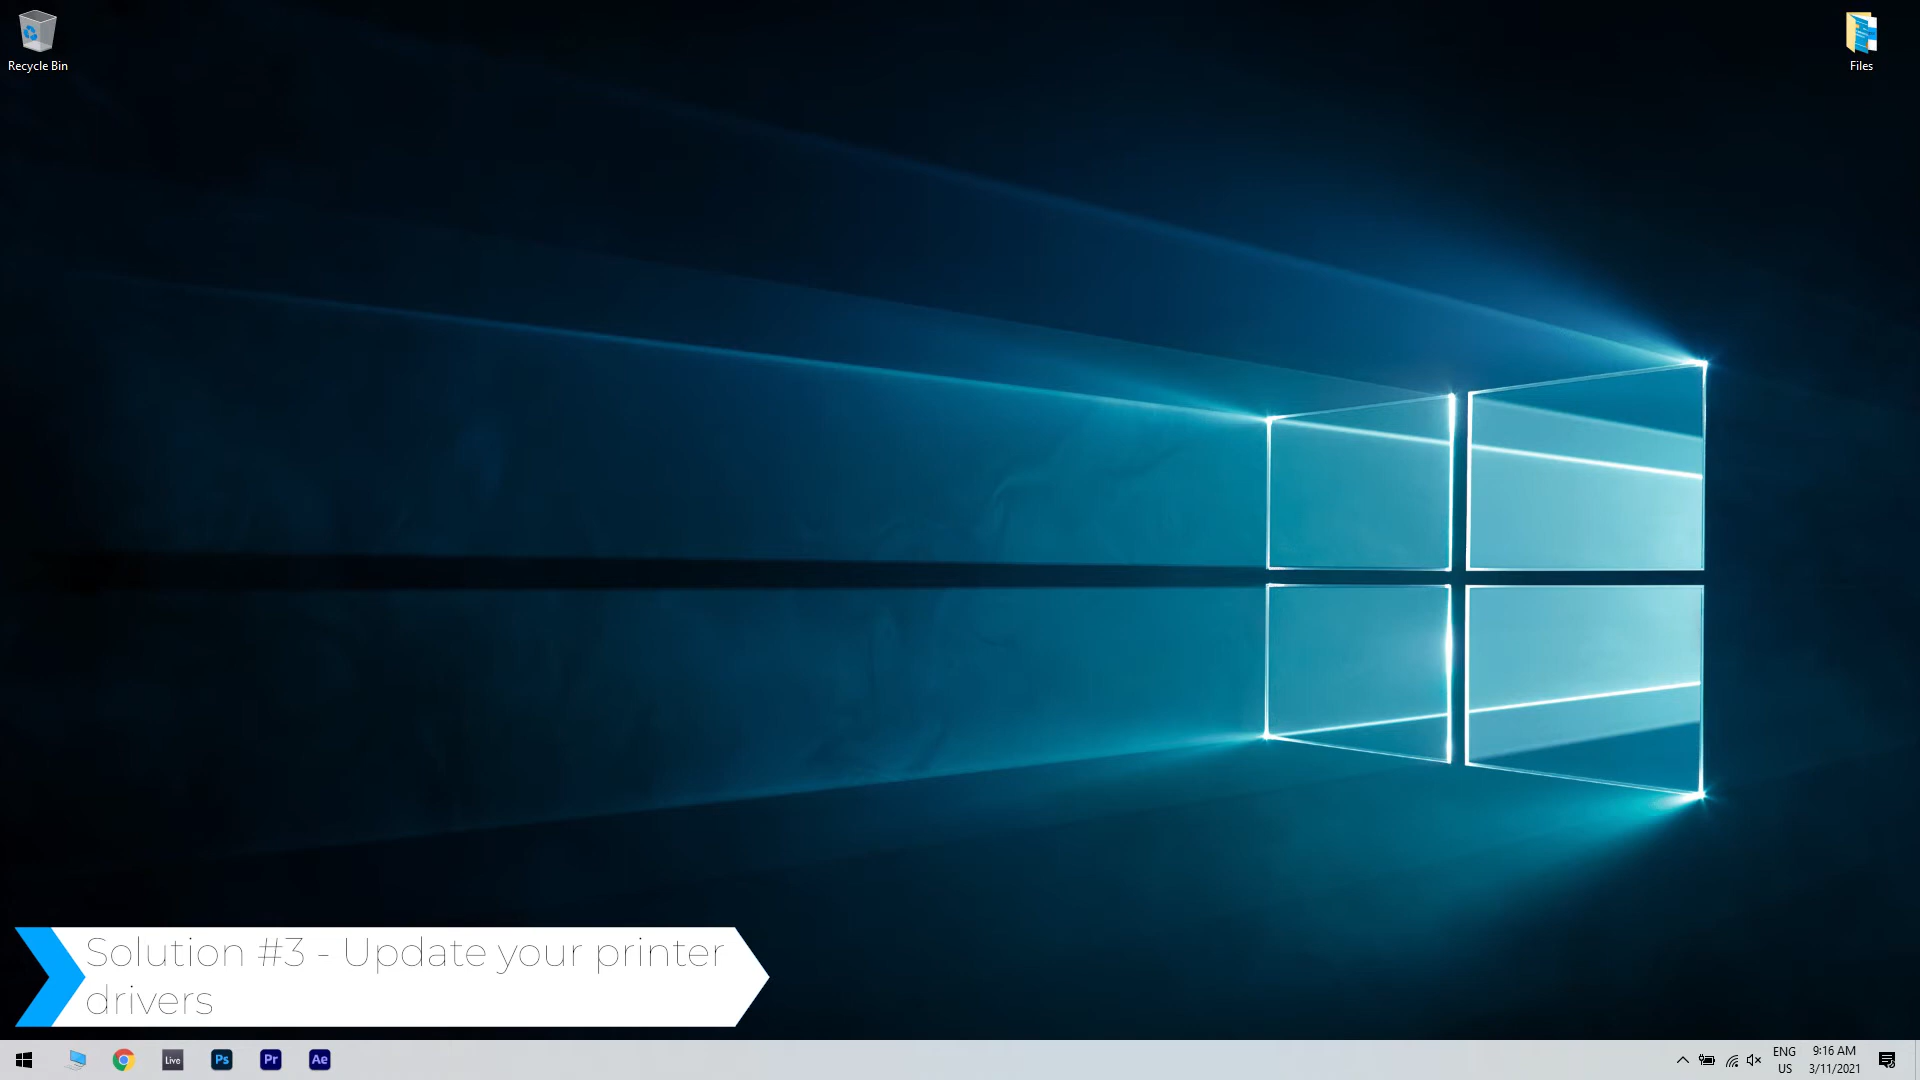 Recycle Bin
Files
Solution #3 - Update your printer
drivers
Live
Ps
Pr
Ae
ENG
US
9:16 AM
3/11/2021